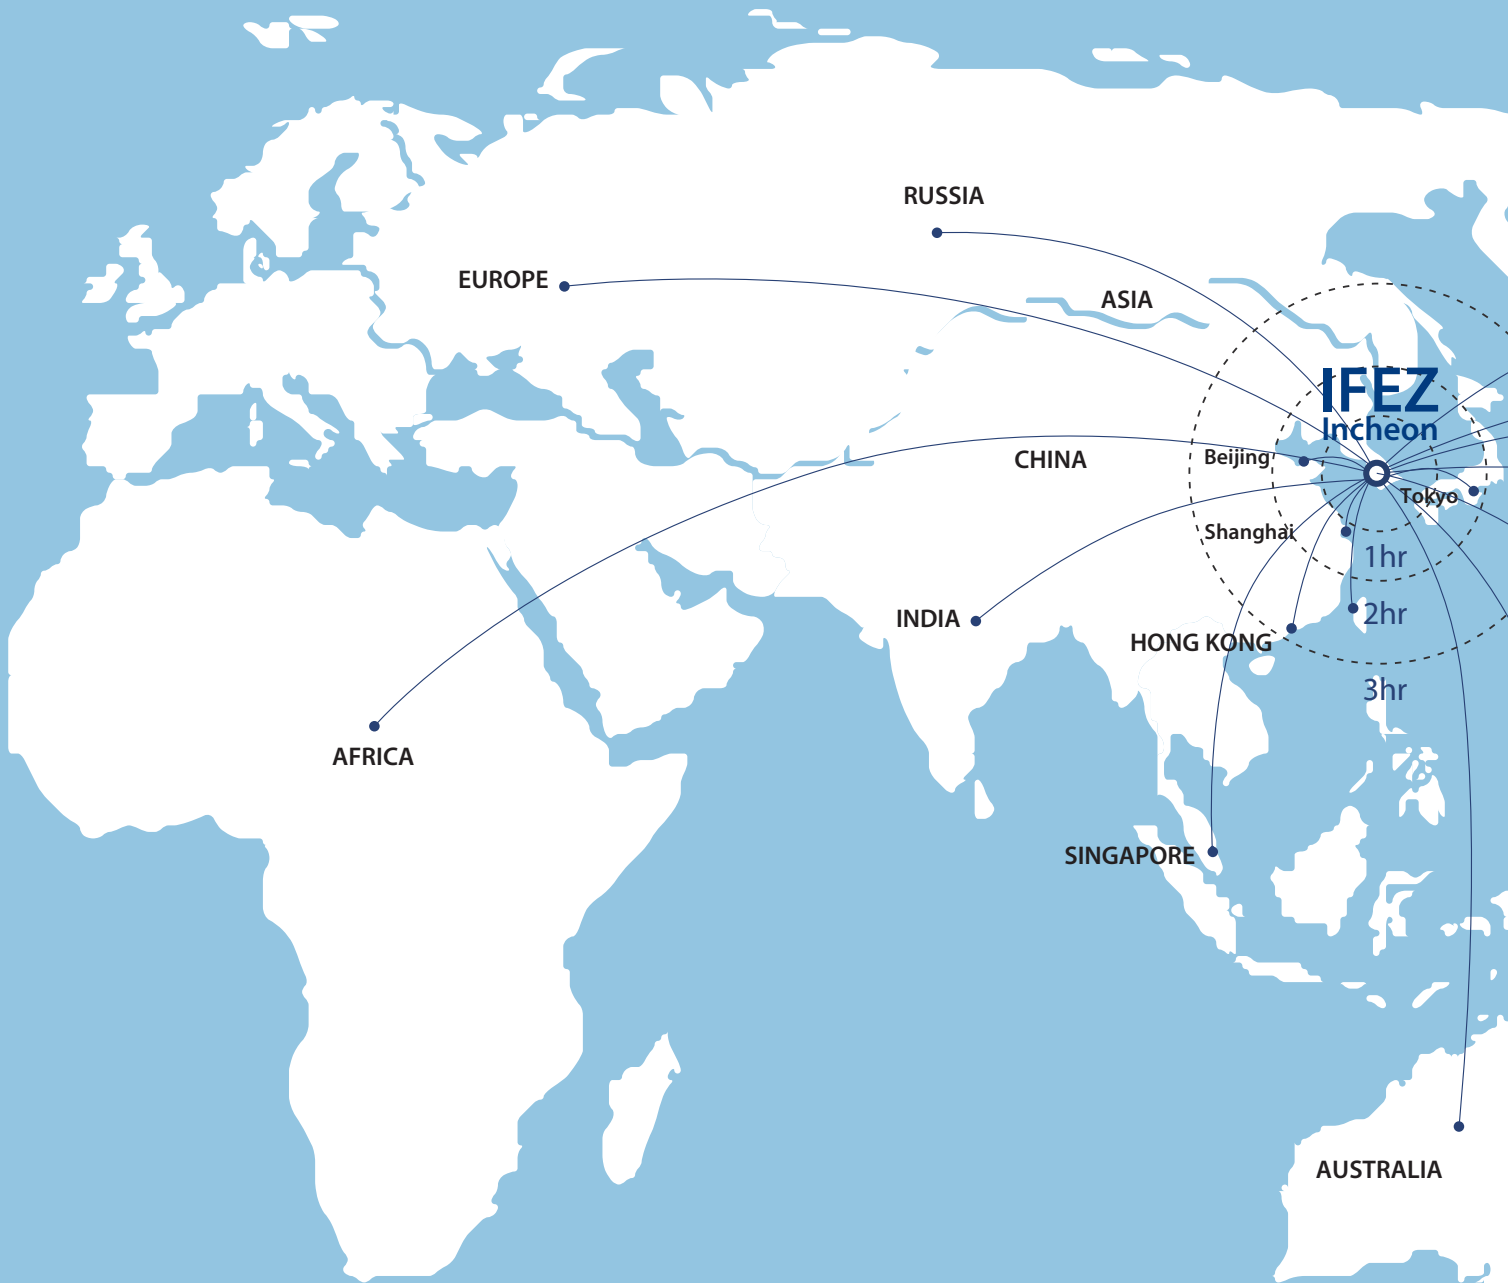 RUSSIA
EUROPE
ASIA
IFEZ
Incheon
CHINA
Beijing
Tokyo
Shanghai
1hr
INDIA
2hr
HONG KONG
3hr
AFRICA
SINGAPORE
AUSTRALIA